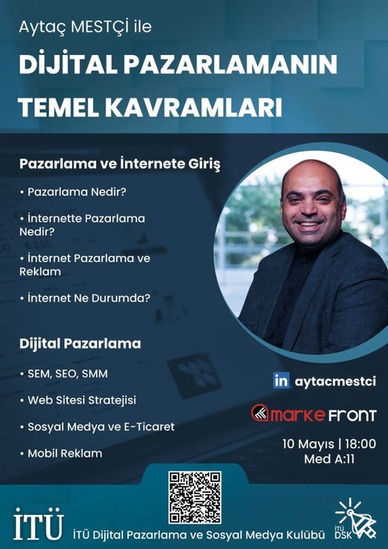 Aytaç MESTÇİ ile
DİJİTAL PAZARLAMANIN
TEMEL KAVRAMLARI
Pazarlama ve İnternete Giriş
• Pazarlama Nedir?
• İnternette Pazarlama
Nedir?
• İnternet Pazarlama ve
Reklam
• İnternet Ne Durumda?
Dijital Pazarlama
• SEM, SEO, SMM
• Web Sitesi Stratejisi
• Sosyal Medya ve E-Ticaret
• Mobil Reklam
in aytacmestci
markeFRONT
10 Mayıs | 18:00
Med A:11
İTÜ
İTÜ Dijital Pazarlama ve Sosyal Medya Kulübü
İTÜ
DSK